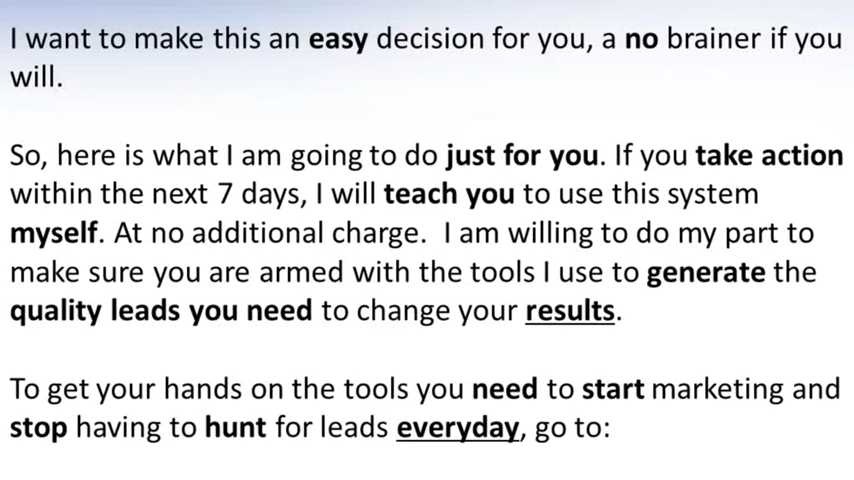 I want to make this an easy decision for you, a no brainer if you
will.
So, here is what I am going to do just for you. If you take action
within the next 7 days, I will teach you to use this system
myself. At no additional charge.  I am willing to do my part to
make sure you are armed with the tools I use to generate the
quality leads you need to change your results.
To get your hands on the tools you need to start marketing and
stop having to hunt for leads everyday, go to: